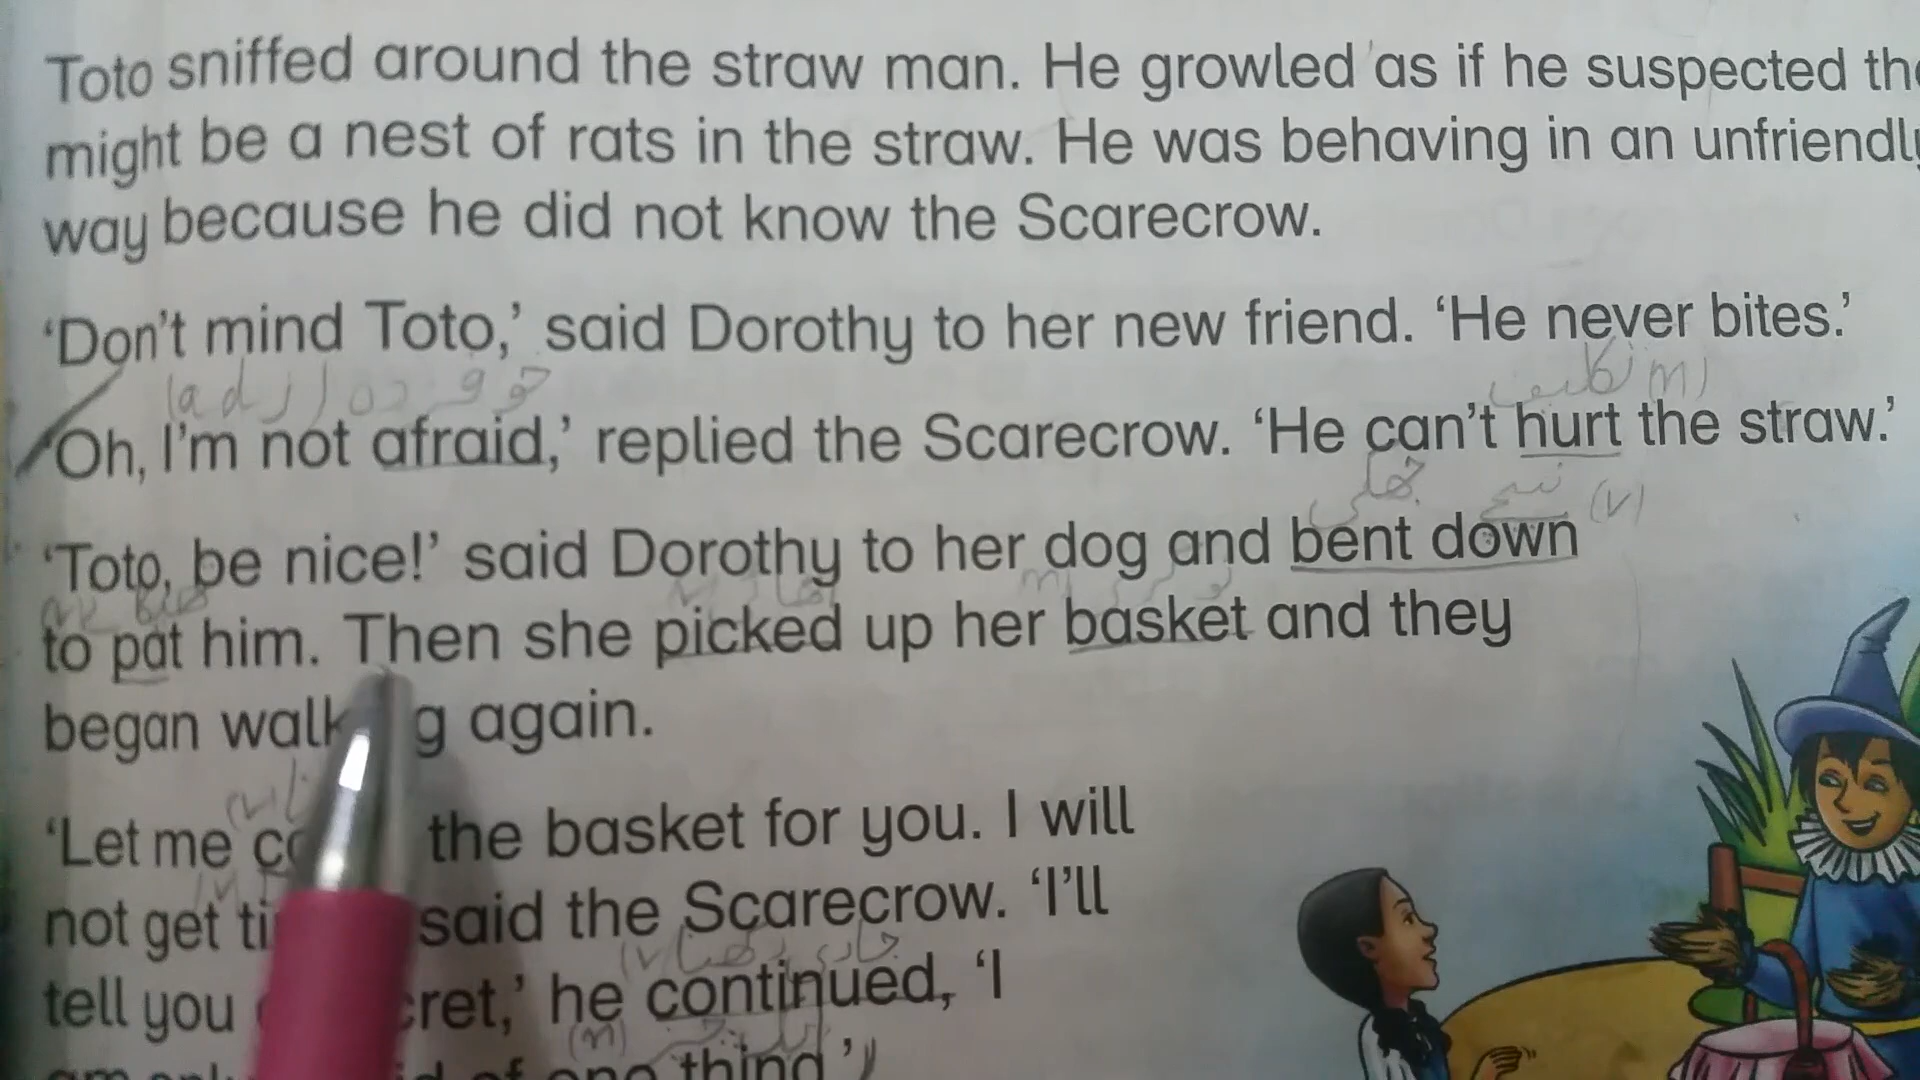 Toto sniffed around the straw man. He growled as if he suspected
might be a nest of rats in the straw. He was behaving in an unfriendly
way because he did not know the Scarecrow.
‘Don't mind Toto,’ said Dorothy to her new friend. ‘He never bites.’
(adj)
(n)
‘Oh, I'm not afraid,’ replied the Scarecrow. ‘He can't hurt the straw.’
(v)
‘Toto, be nice!’ said Dorothy to her dog and bent down
to pat him. Then she picked up her basket and they
began walk g again.
‘Let me the basket for you. I will
not get said the Scarecrow. ‘I'll
tell you cret,’ he continued, ‘I
(n)
of one thing.’